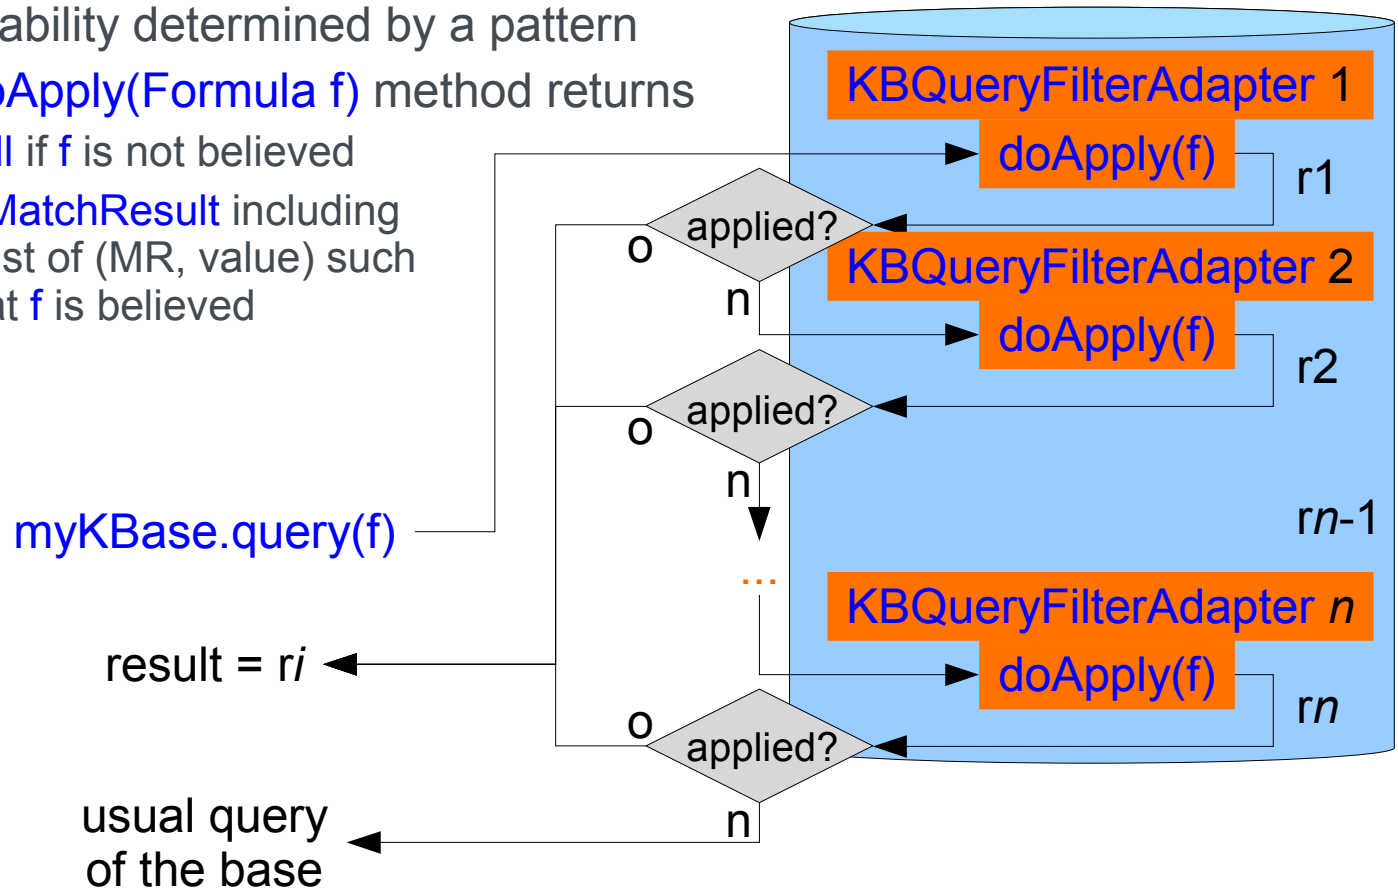 ability determined by a pattern
oApply(Formula f) method returns
ll if f is not believed
MatchResult including
ist of (MR, value) such
at f is believed
KBQueryFilterAdapter 1
doApply(f)
r1
applied?
o
n
KBQueryFilterAdapter 2
doApply(f)
r2
applied?
o
n
rn-1
myKBase.query(f)
...
KBQueryFilterAdapter n
doApply(f)
rn
result = ri
applied?
o
n
usual query
of the base